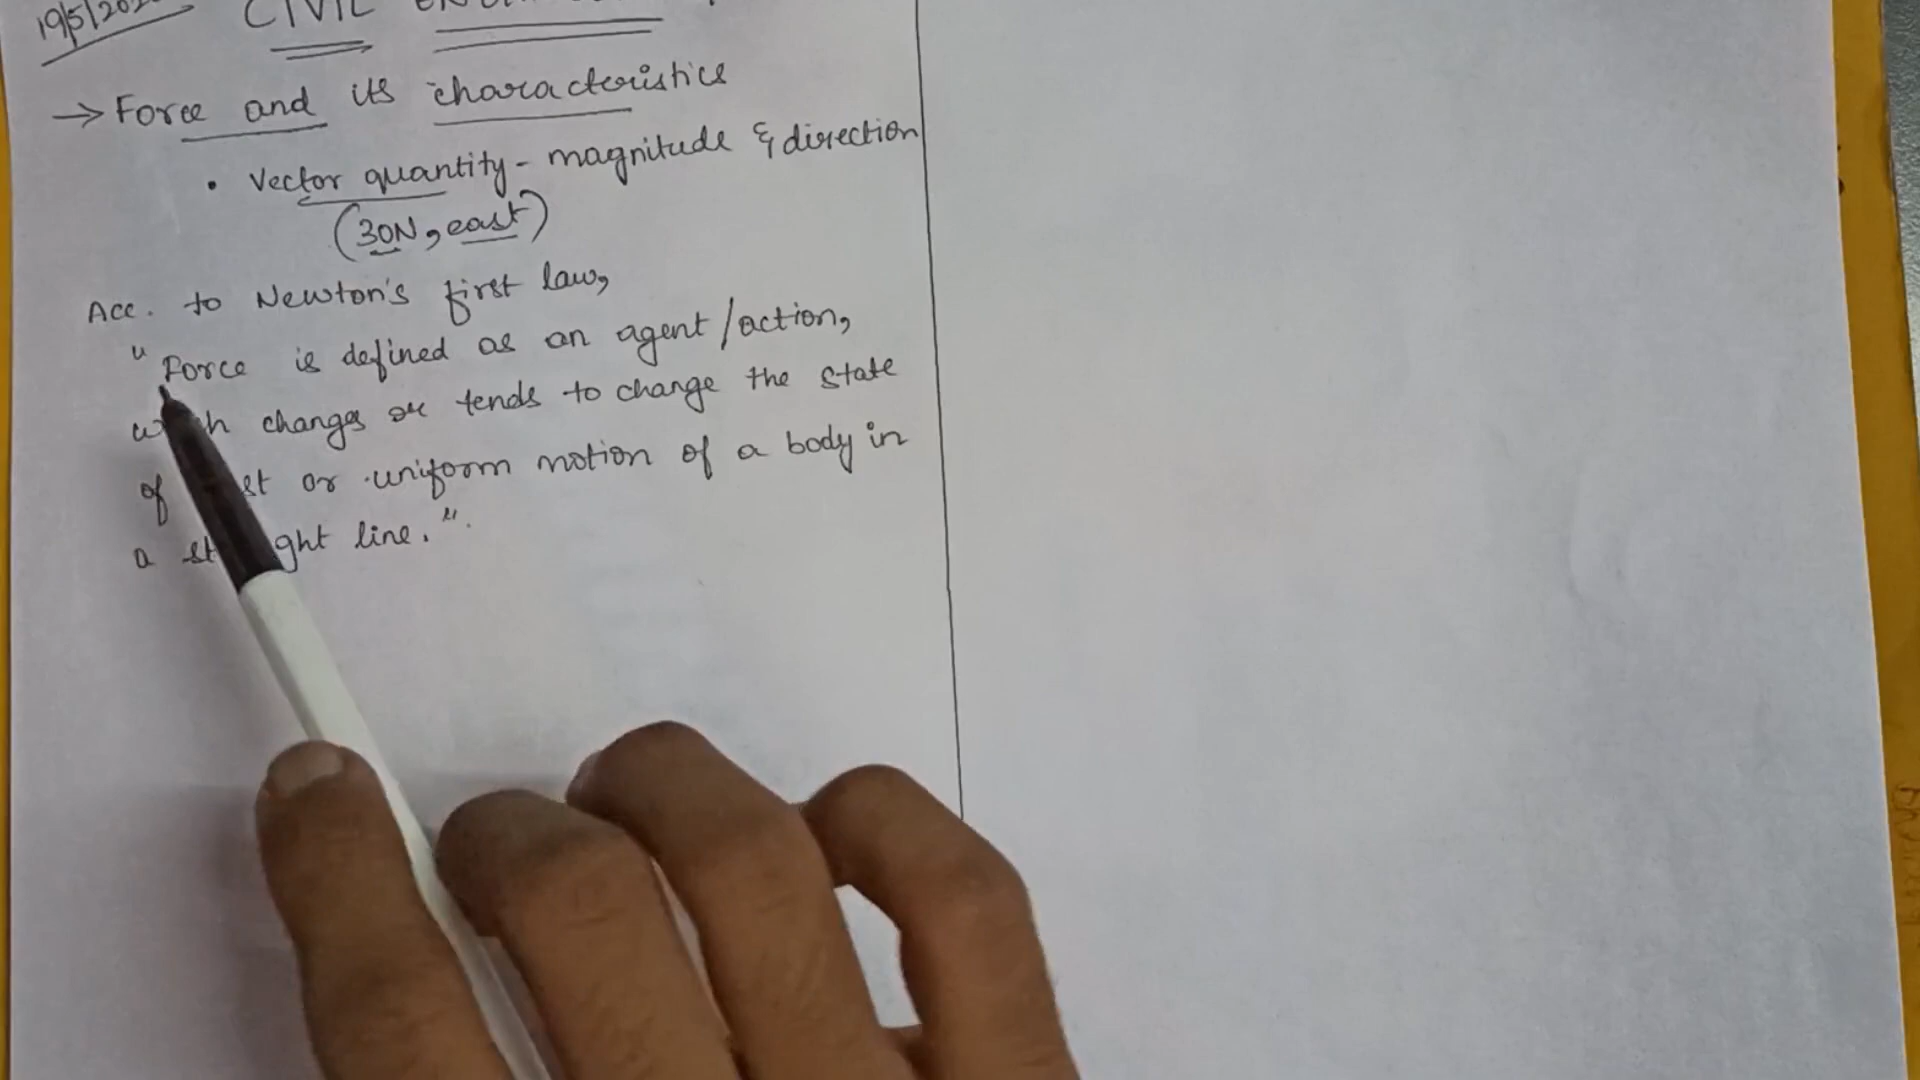 CIVIL
→ Force and its characteristics
• Vector quantity - magnitude & direction
(30N, east)
Acc. to Newton's first law,
"Force is defined as an agent/action,
changes or tends to change the state
of or uniform motion of a body in
a line.".